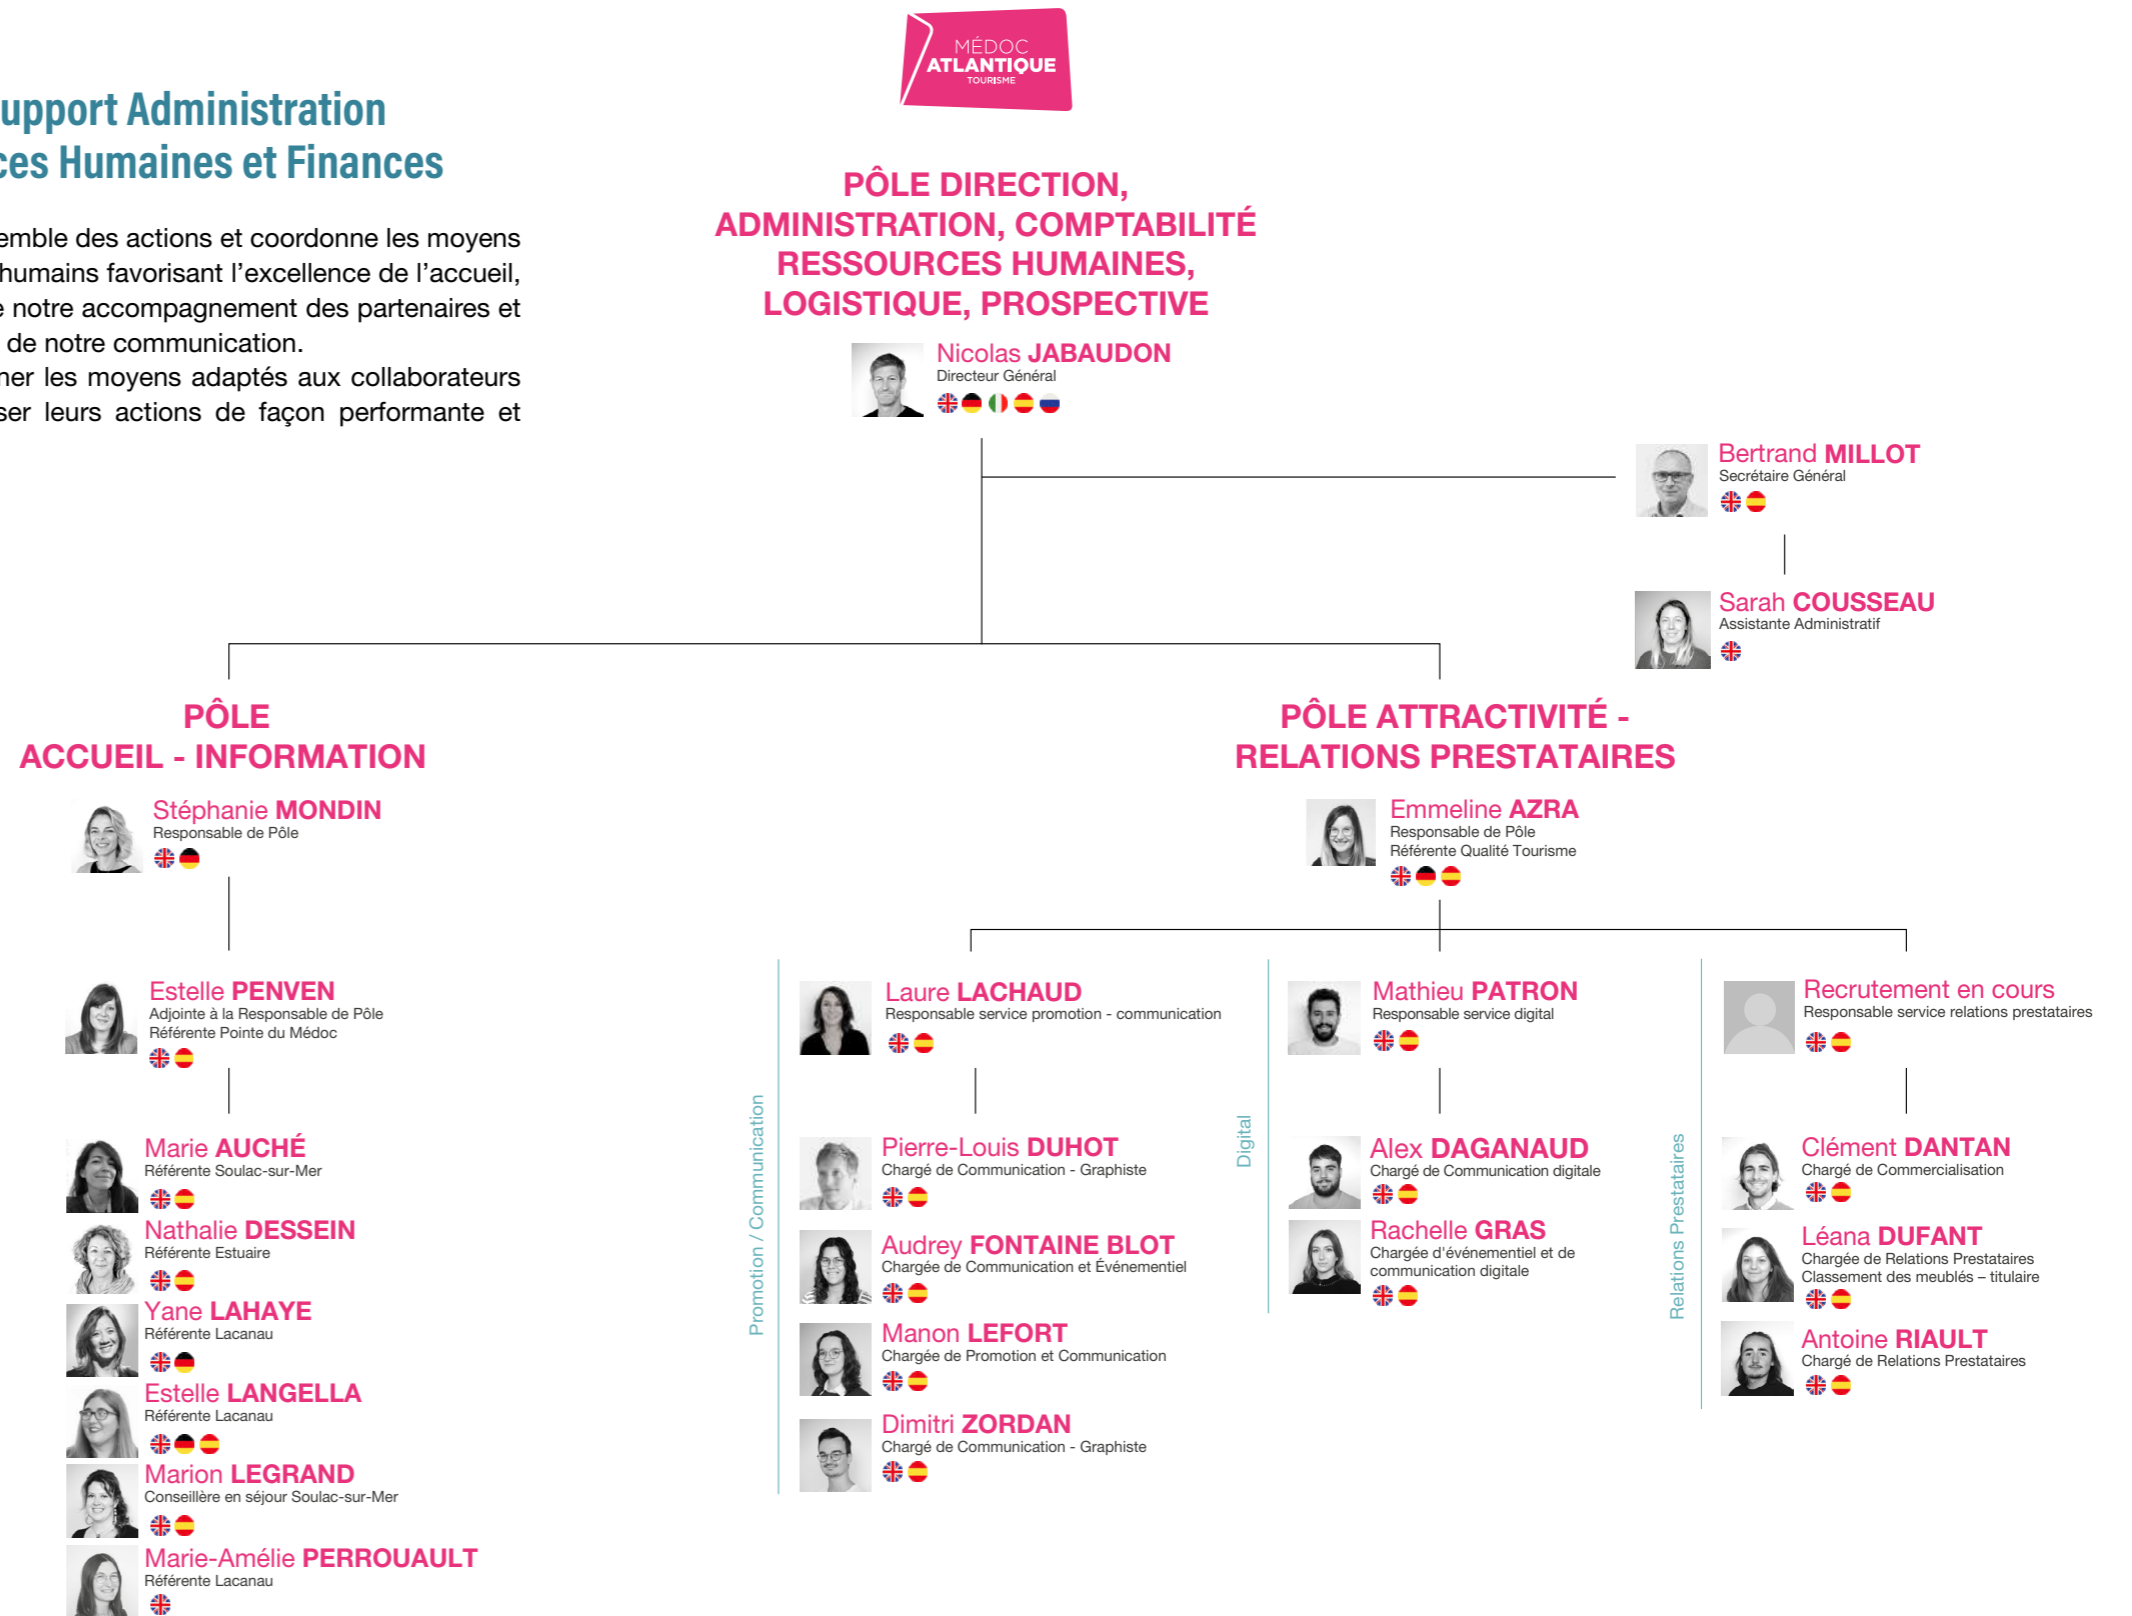 MÉDOC
ATLANTIQUE
TOURISME
upport Administration
ces Humaines et Finances
emble des actions et coordonne les moyens
humains favorisant l'excellence de l'accueil,
e notre accompagnement des partenaires et
de notre communication.
ner les moyens adaptés aux collaborateurs
ser leurs actions de façon performante et
PÔLE DIRECTION,
ADMINISTRATION, COMPTABILITÉ
RESSOURCES HUMAINES,
LOGISTIQUE, PROSPECTIVE
Nicolas JABAUDON
Directeur Général
Bertrand MILLOT
Secrétaire Général
Sarah COUSSEAU
Assistante Administratif
PÔLE
ACCUEIL - INFORMATION
Stéphanie MONDIN
Responsable de Pôle
Estelle PENVEN
Adjointe à la Responsable de Pôle
Référente Pointe du Médoc
Marie AUCHÉ
Référente Soulac-sur-Mer
Nathalie DESSEIN
Référente Estuaire
Yane LAHAYE
Référente Lacanau
Estelle LANGELLA
Référente Lacanau
Marion LEGRAND
Conseillère en séjour Soulac-sur-Mer
Marie-Amélie PERROUAULT
Référente Lacanau
PÔLE ATTRACTIVITÉ -
RELATIONS PRESTATAIRES
Emmeline AZRA
Responsable de Pôle
Référente Qualité Tourisme
Promotion / Communication
Laure LACHAUD
Responsable service promotion - communication
Pierre-Louis DUHOT
Chargé de Communication - Graphiste
Audrey FONTAINE BLOT
Chargée de Communication et Événementiel
Manon LEFORT
Chargée de Promotion et Communication
Dimitri ZORDAN
Chargé de Communication - Graphiste
Digital
Mathieu PATRON
Responsable service digital
Alex DAGANAUD
Chargé de Communication digitale
Rachelle GRAS
Chargée d'événementiel et de
communication digitale
Relations Prestataires
Recrutement en cours
Responsable service relations prestataires
Clément DANTAN
Chargé de Commercialisation
Léana DUFANT
Chargée de Relations Prestataires
Classement des meublés – titulaire
Antoine RIAULT
Chargé de Relations Prestataires